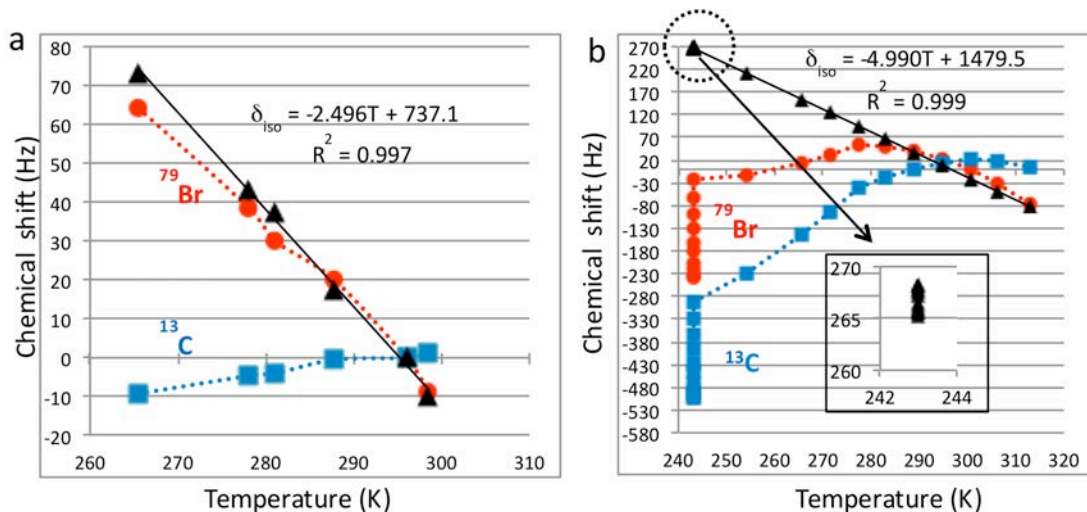 a
80
70
60
50
40
30
20
10
0
-10
-20
Chemical shift (Hz)
δiso = -2.496T + 737.1
R² = 0.997
⁷⁹Br
¹³C
260 270 280 290 300 310
Temperature (K)
b
270
220
170
120
70
20
-30
-80
-130
-180
-230
-280
-330
-380
-430
-480
-530
-580
Chemical shift (Hz)
δiso = -4.990T + 1479.5
R² = 0.999
⁷⁹Br
¹³C
270
265
260
242 244
240 250 260 270 280 290 300 310 320
Temperature (K)